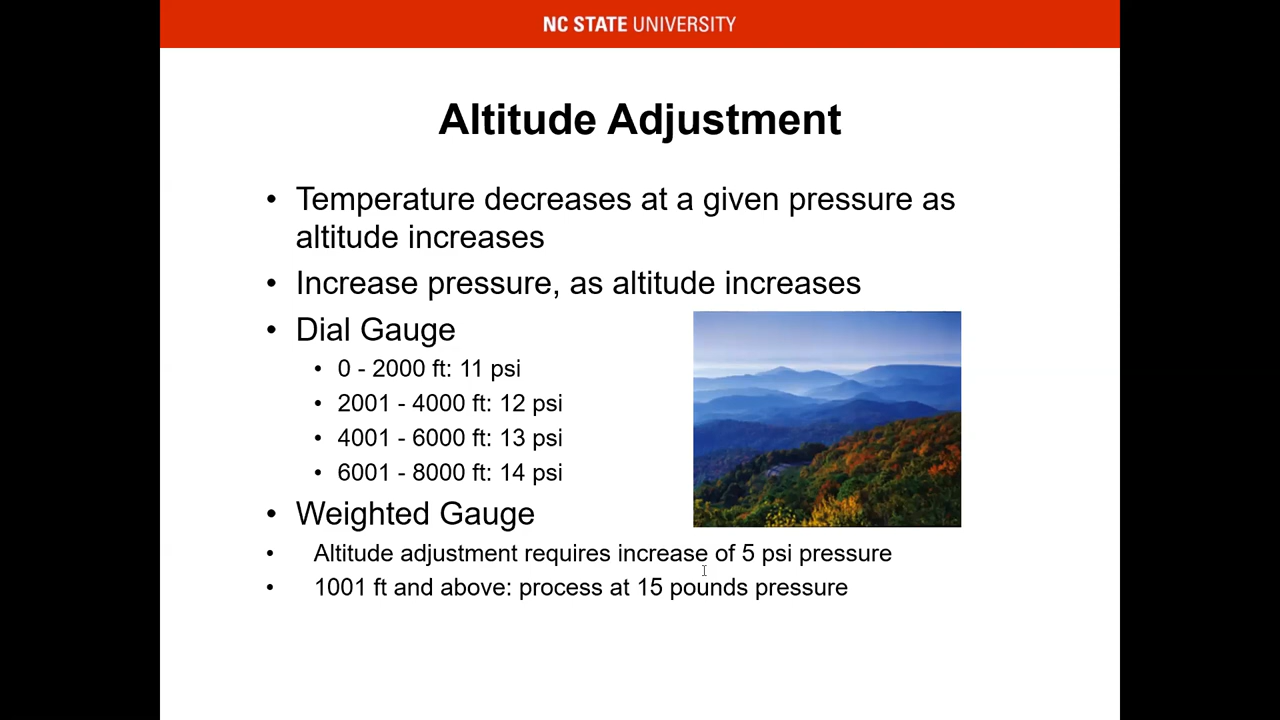 NC STATE UNIVERSITY
Altitude Adjustment
• Temperature decreases at a given pressure as
altitude increases
• Increase pressure, as altitude increases
• Dial Gauge
• 0 - 2000 ft: 11 psi
• 2001 - 4000 ft: 12 psi
• 4001 - 6000 ft: 13 psi
• 6001 - 8000 ft: 14 psi
• Weighted Gauge
• Altitude adjustment requires increase of 5 psi pressure
• 1001 ft and above: process at 15 pounds pressure